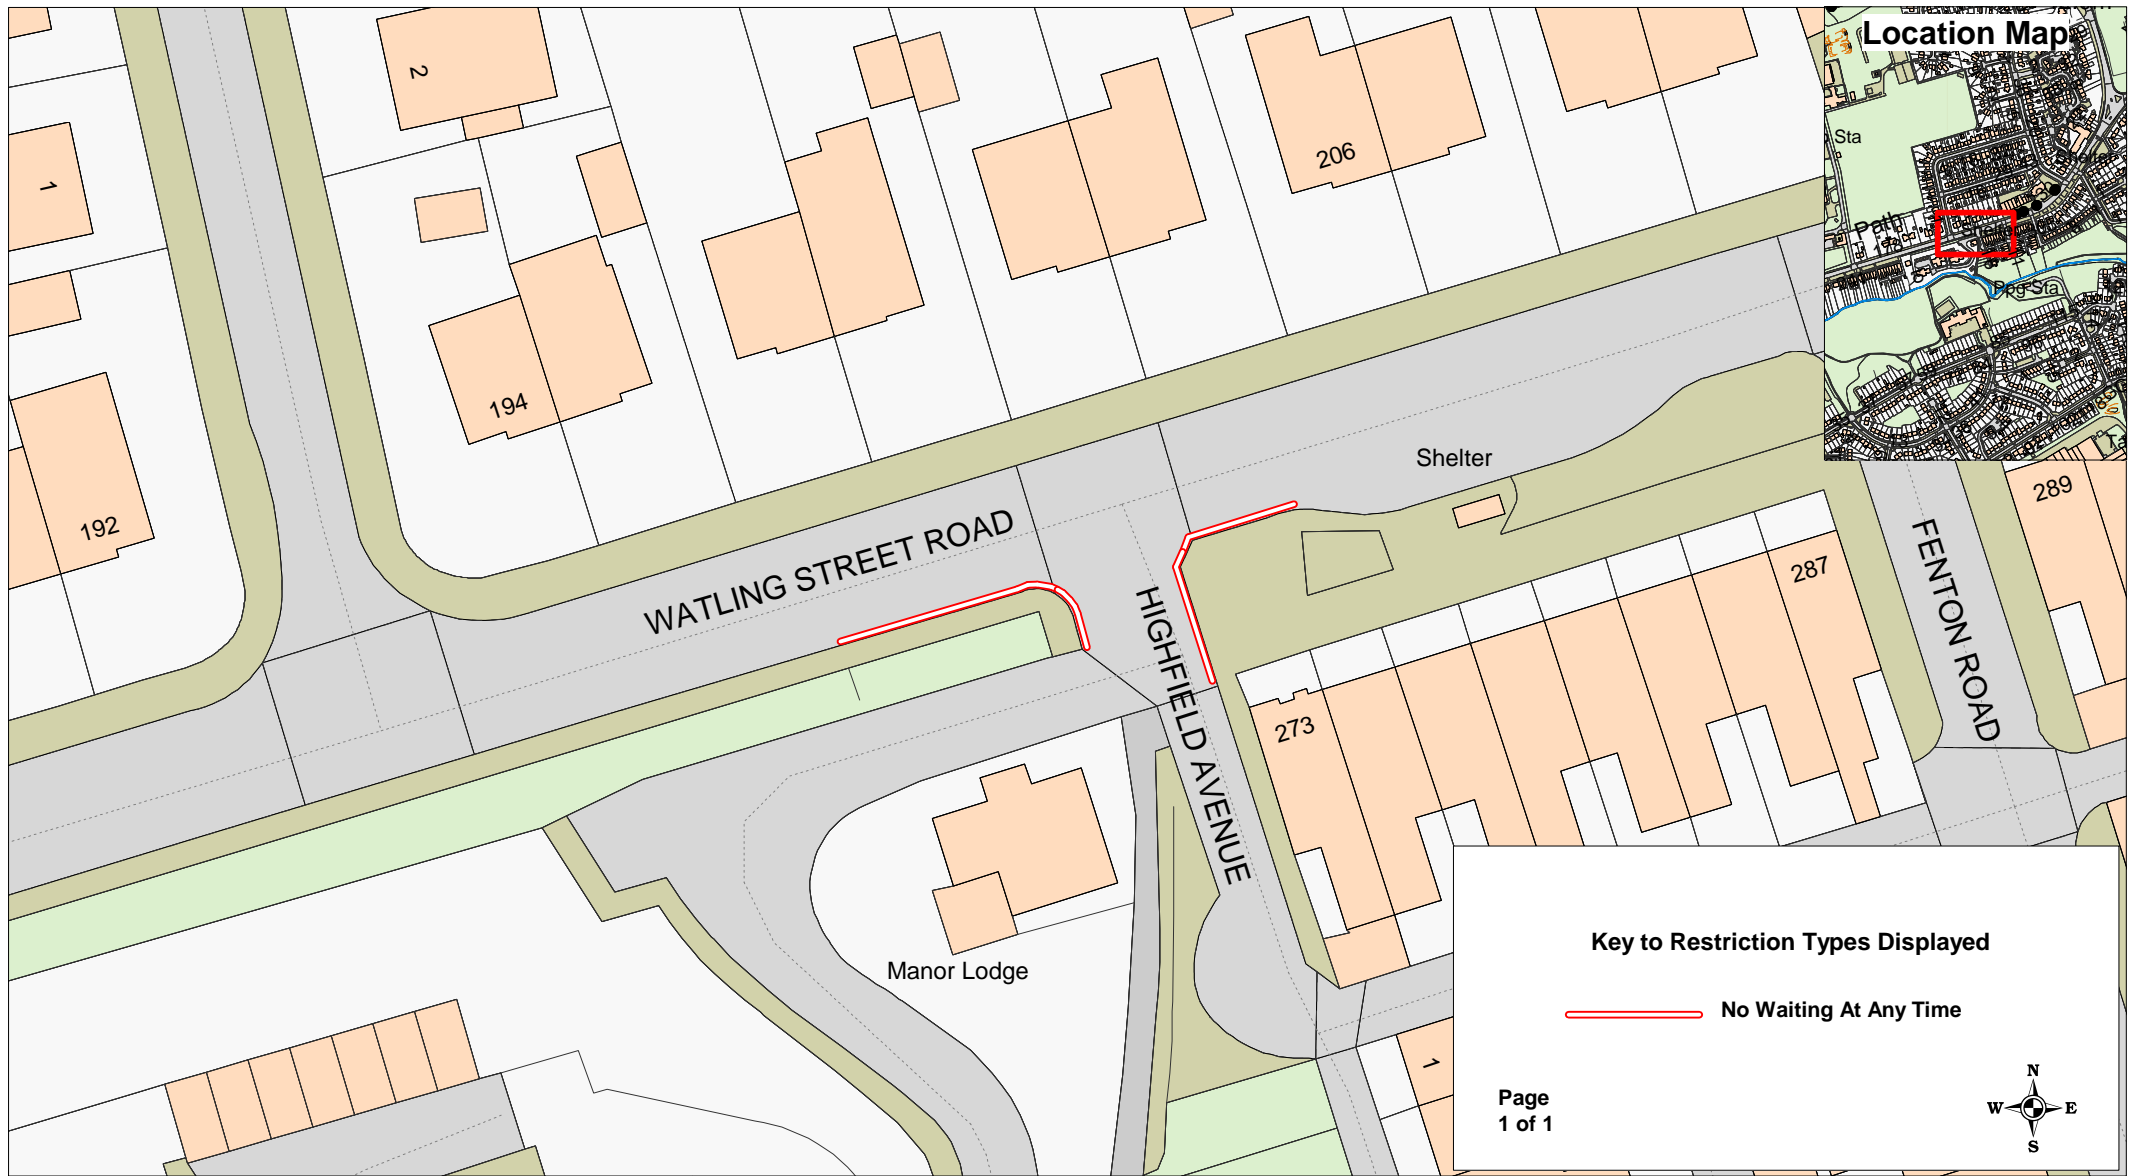 Location Map
Sta
Shelter
Path
Ppg Sta
2
1
206
194
192
Shelter
WATLING STREET ROAD
HIGHFIELD AVENUE
FENTON ROAD
289
287
273
Manor Lodge
1
Key to Restriction Types Displayed
No Waiting At Any Time
Page
1 of 1
N
W E
S